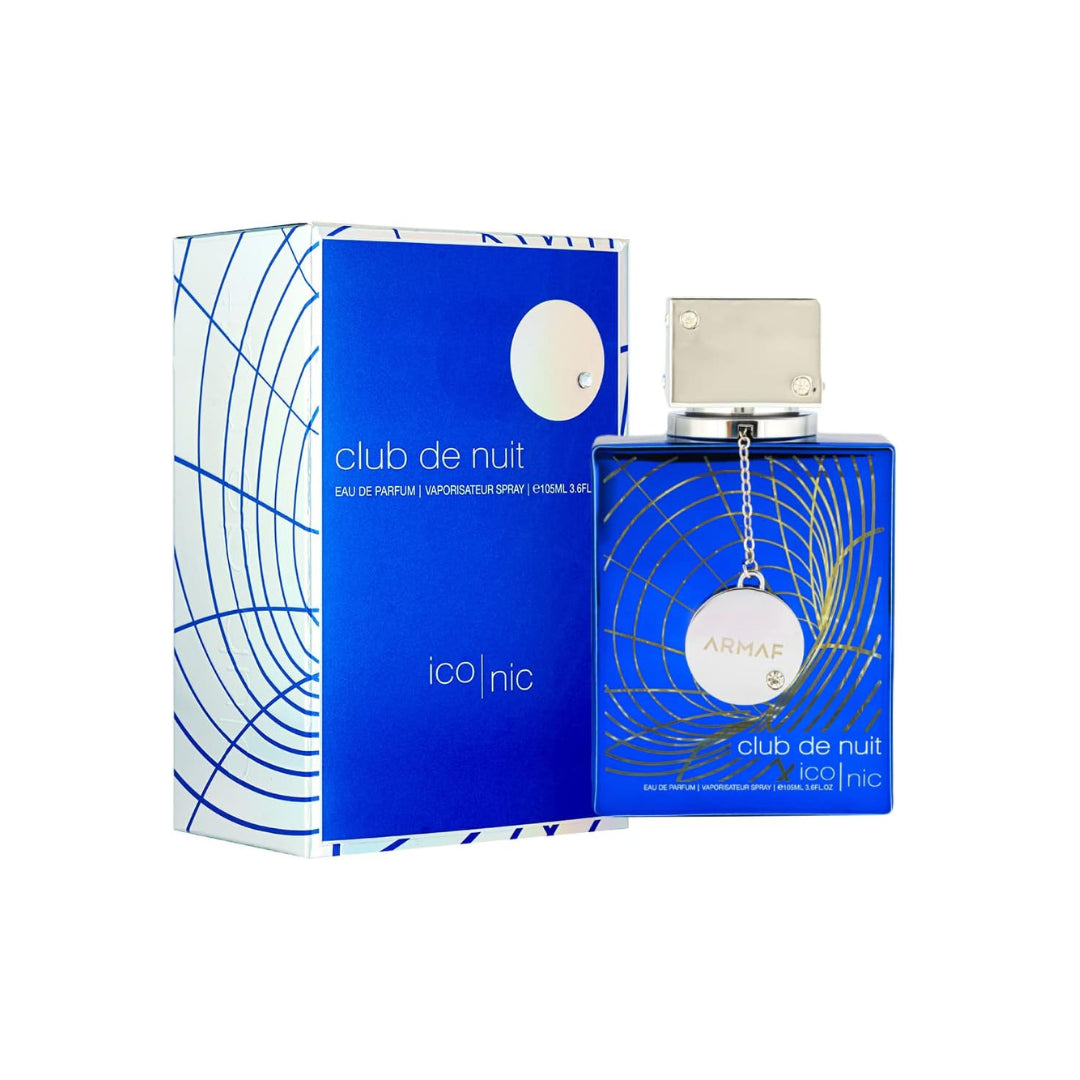 club de nuit
EAU DE PARFUM | VAPORISATEUR SPRAY | ℮105ML 3.6FL
ico|nic
ARMAF
club de nuit
ico|nic
EAU DE PARFUM | VAPORISATEUR SPRAY | ℮105ML 3.6FL.OZ